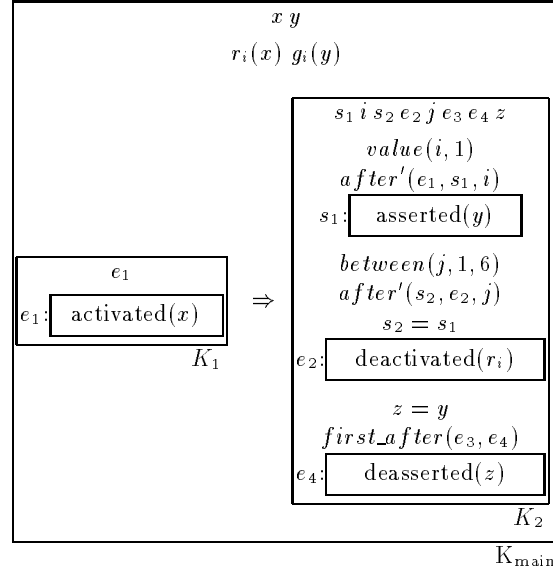 x y
r_i(x) g_i(y)
e_1
e_1: activated(x)
K_1
⇒
s_1 i s_2 e_2 j e_3 e_4 z
value(i, 1)
after'(e_1, s_1, i)
s_1: asserted(y)
between(j, 1, 6)
after'(s_2, e_2, j)
s_2 = s_1
e_2: deactivated(r_i)
z = y
first_after(e_3, e_4)
e_4: deasserted(z)
K_2
K_main